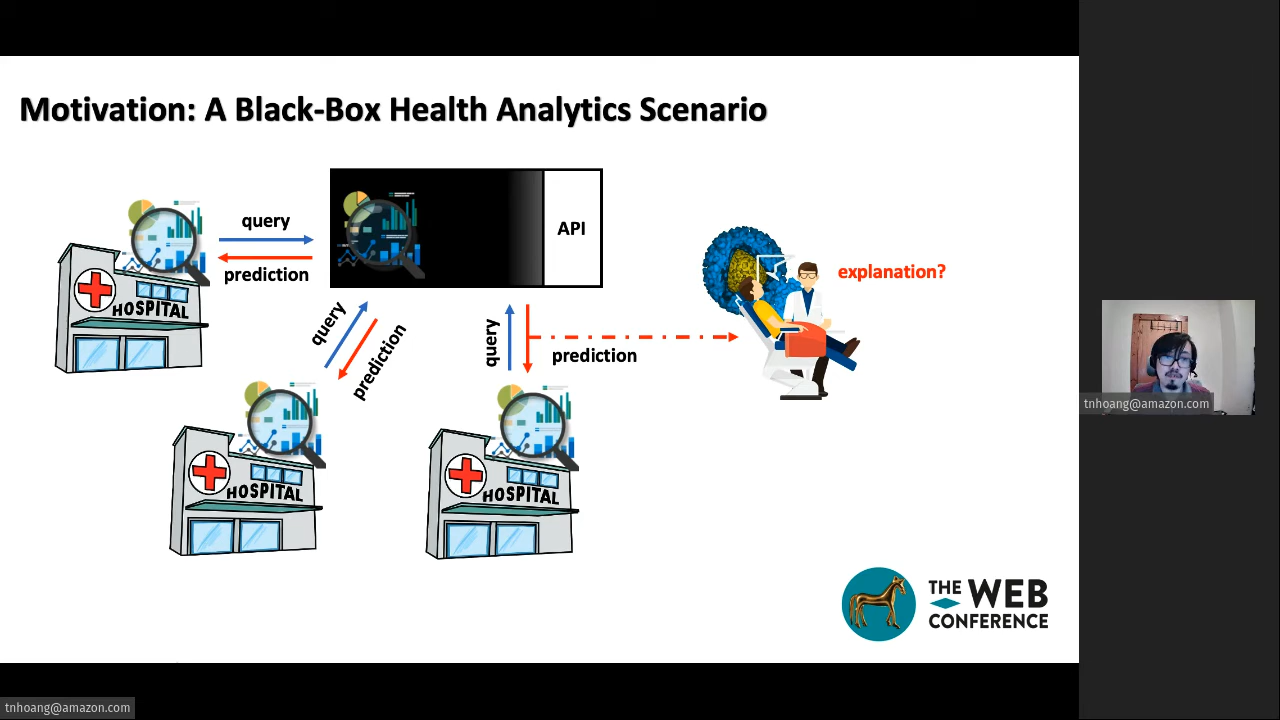 Motivation: A Black-Box Health Analytics Scenario
query
prediction
API
HOSPITAL
query
prediction
query
prediction
explanation?
HOSPITAL
HOSPITAL
THE WEB
CONFERENCE
tnhoang@amazon.com
tnhoang@amazon.com